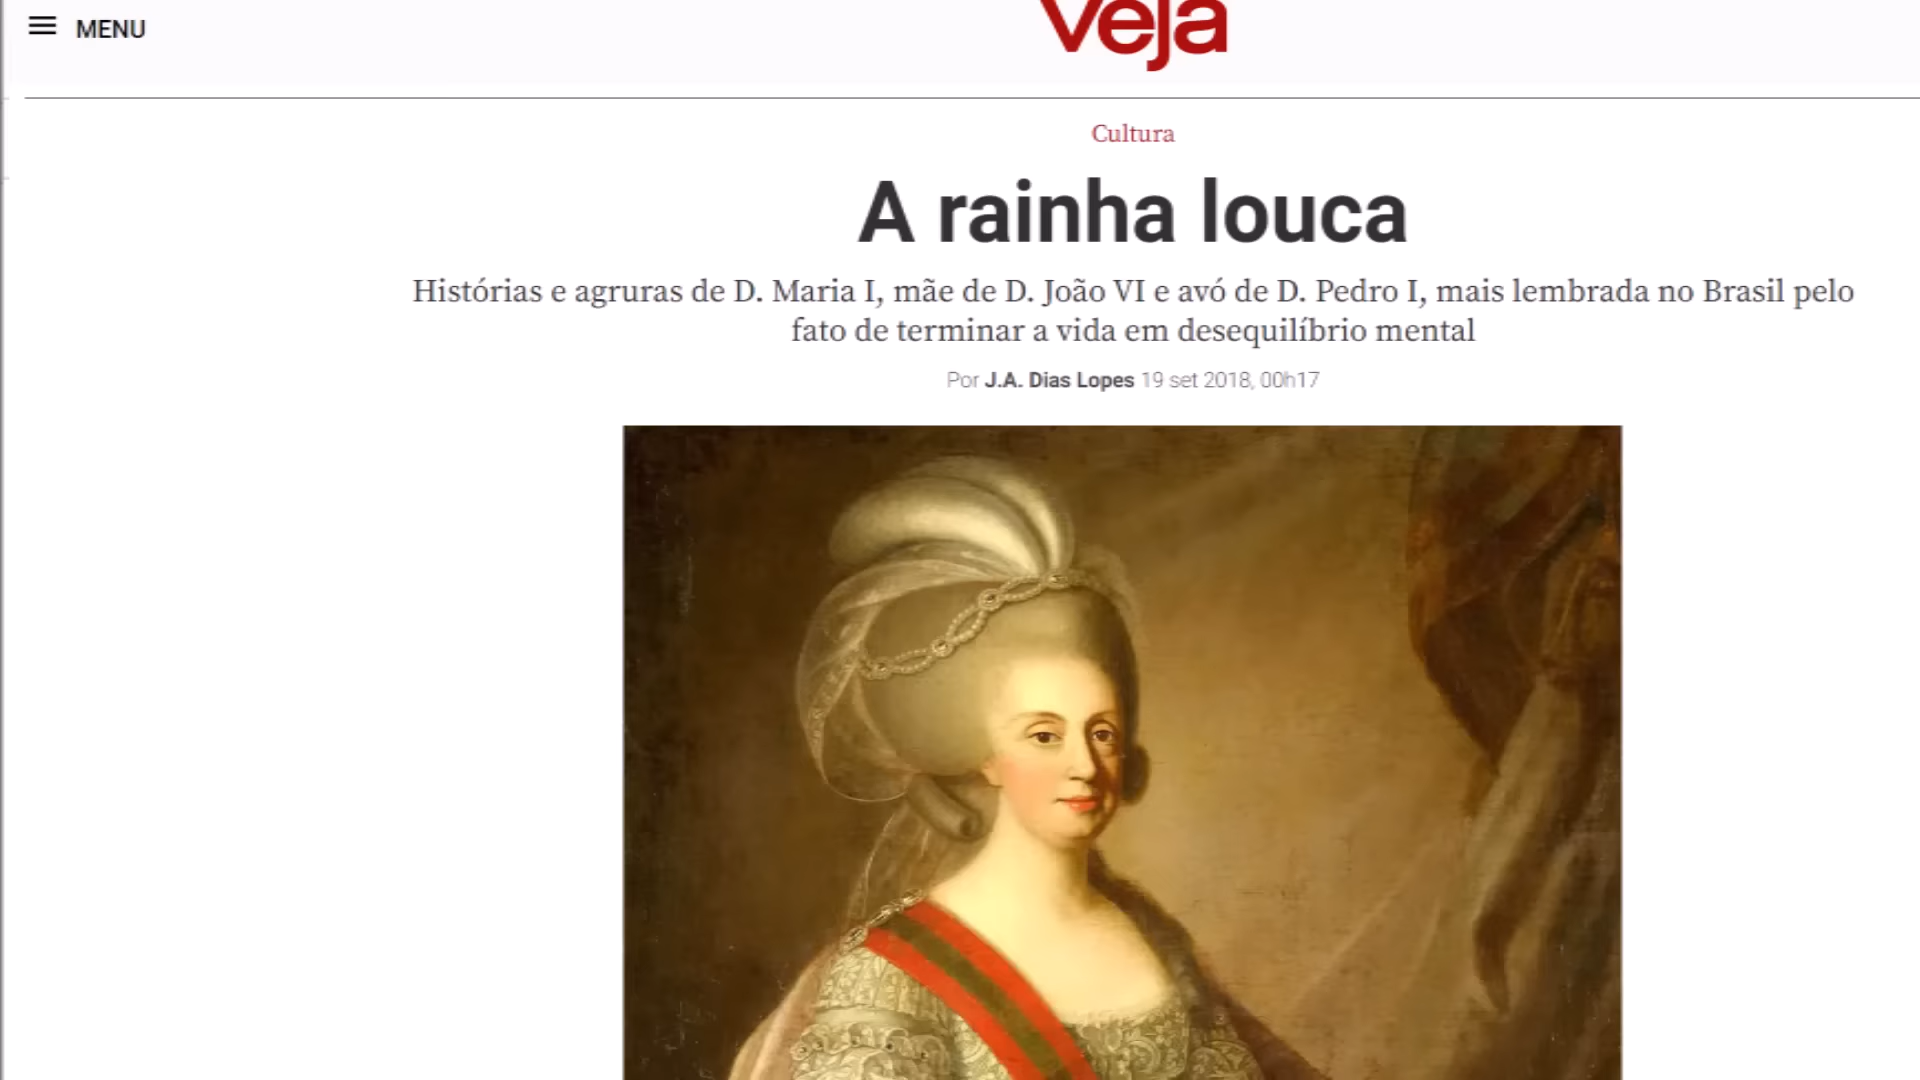 MENU
veja
Cultura
A rainha louca
Histórias e agruras de D. Maria I, mãe de D. João VI e avó de D. Pedro I, mais lembrada no Brasil pelo
fato de terminar a vida em desequilíbrio mental
Por J.A. Dias Lopes 19 set 2018, 00h17